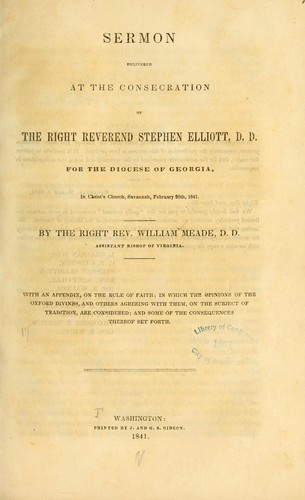 SERMON
DELIVERED
AT THE CONSECRATION
OF
THE RIGHT REVEREND STEPHEN ELLIOTT, D. D.
FOR THE DIOCESE OF GEORGIA,
In Christ's Church, Savannah, February 28th, 1841.
BY THE RIGHT REV. WILLIAM MEADE, D. D.
ASSISTANT BISHOP OF VIRGINIA.
WITH AN APPENDIX, ON THE RULE OF FAITH; IN WHICH THE OPINIONS OF THE
OXFORD DIVINES, AND OTHERS AGREEING WITH THEM, ON THE SUBJECT OF
TRADITION, ARE CONSIDERED; AND SOME OF THE CONSEQUENCES
THEREOF SET FORTH.
Library of
WASHINGTON:
PRINTED BY J. AND G. S. GIDEON.
1841.